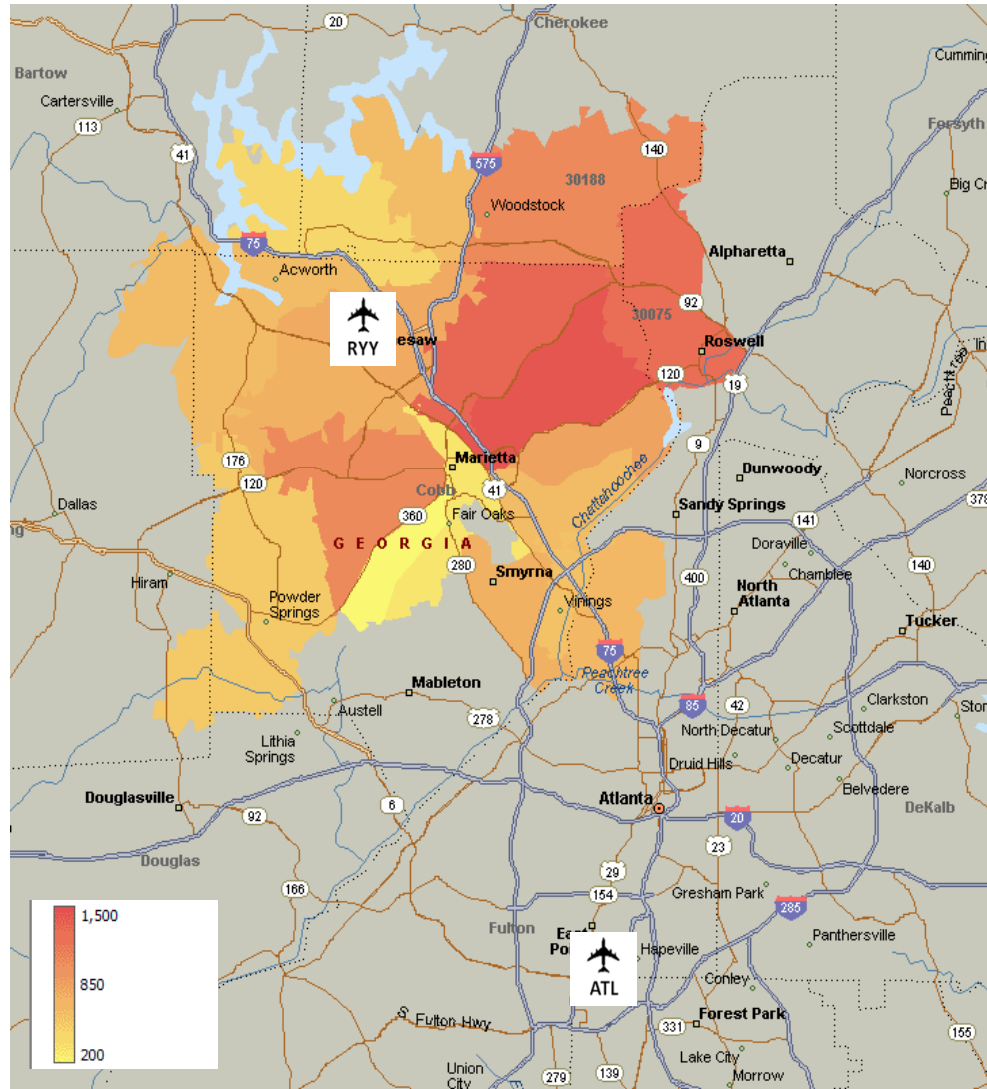 Cherokee
20
Cumming
Bartow
Cartersville
113
Forsyth
41
140
575
30188
Big Cr
Woodstock
75
Alpharetta
Acworth
92
30075
RYY
esaw
Roswell
120
19
In
Peachtree
9
Marietta
176
Dunwoody
Norcross
120
Cobb
41
378
Dallas
Chattahoochee
Sandy Springs
360
Fair Oaks
141
ng
G E O R G I A
Doraville
280
Chamblee
140
Hiram
Smyrna
400
North
Atlanta
Powder
Springs
Vinings
Tucker
75
Peachtree
Creek
Mableton
85
42
Clarkston
Austell
278
North Decatur
Scottdale
Ston
Lithia
Springs
Druid Hills
Decatur
Belvedere
Douglasville
6
Atlanta
DeKalb
92
20
Douglas
23
29
166
154
Gresham Park
1,500
285
Fulton
East
Poi
Hapeville
Panthersville
850
ATL
Conley
S Fulton Hwy
331
Forest Park
155
200
Lake City
Union
City
279
139
Morrow